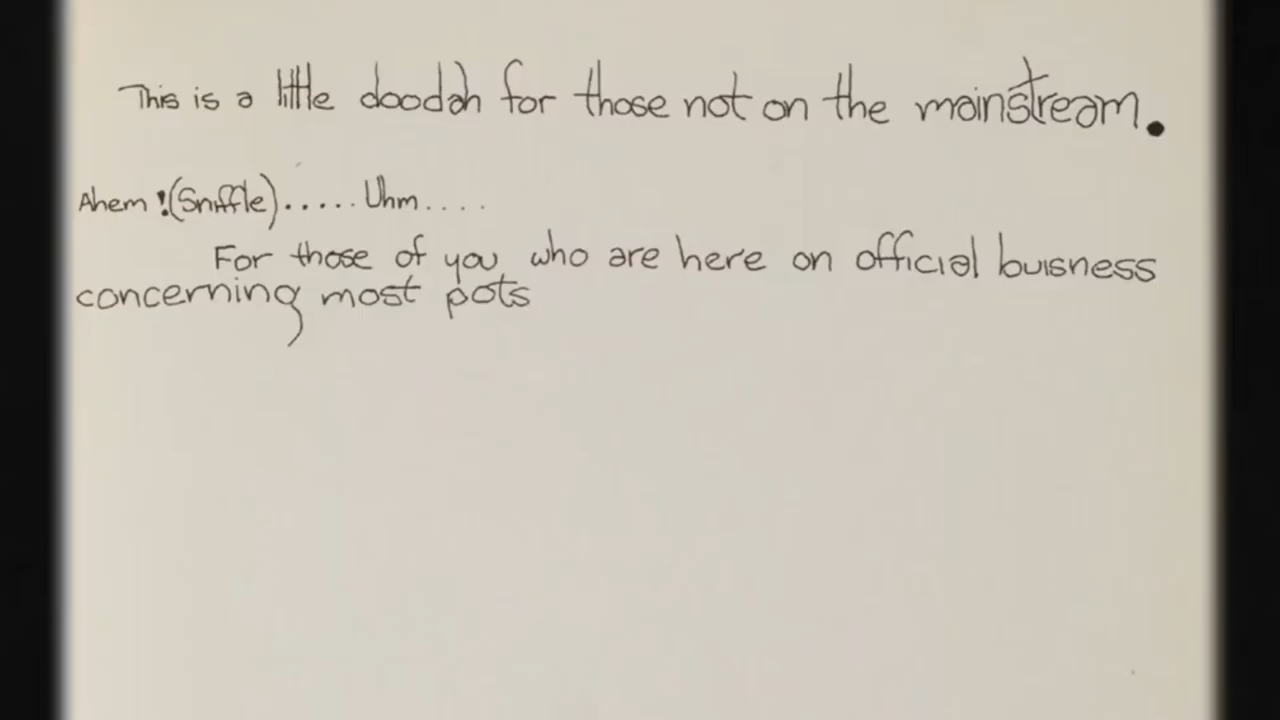 This is a little doodah for those not on the mainstream.
Ahem !(Sniffle)..... Uhm....
For those of you who are here on official buisness
concerning most pots